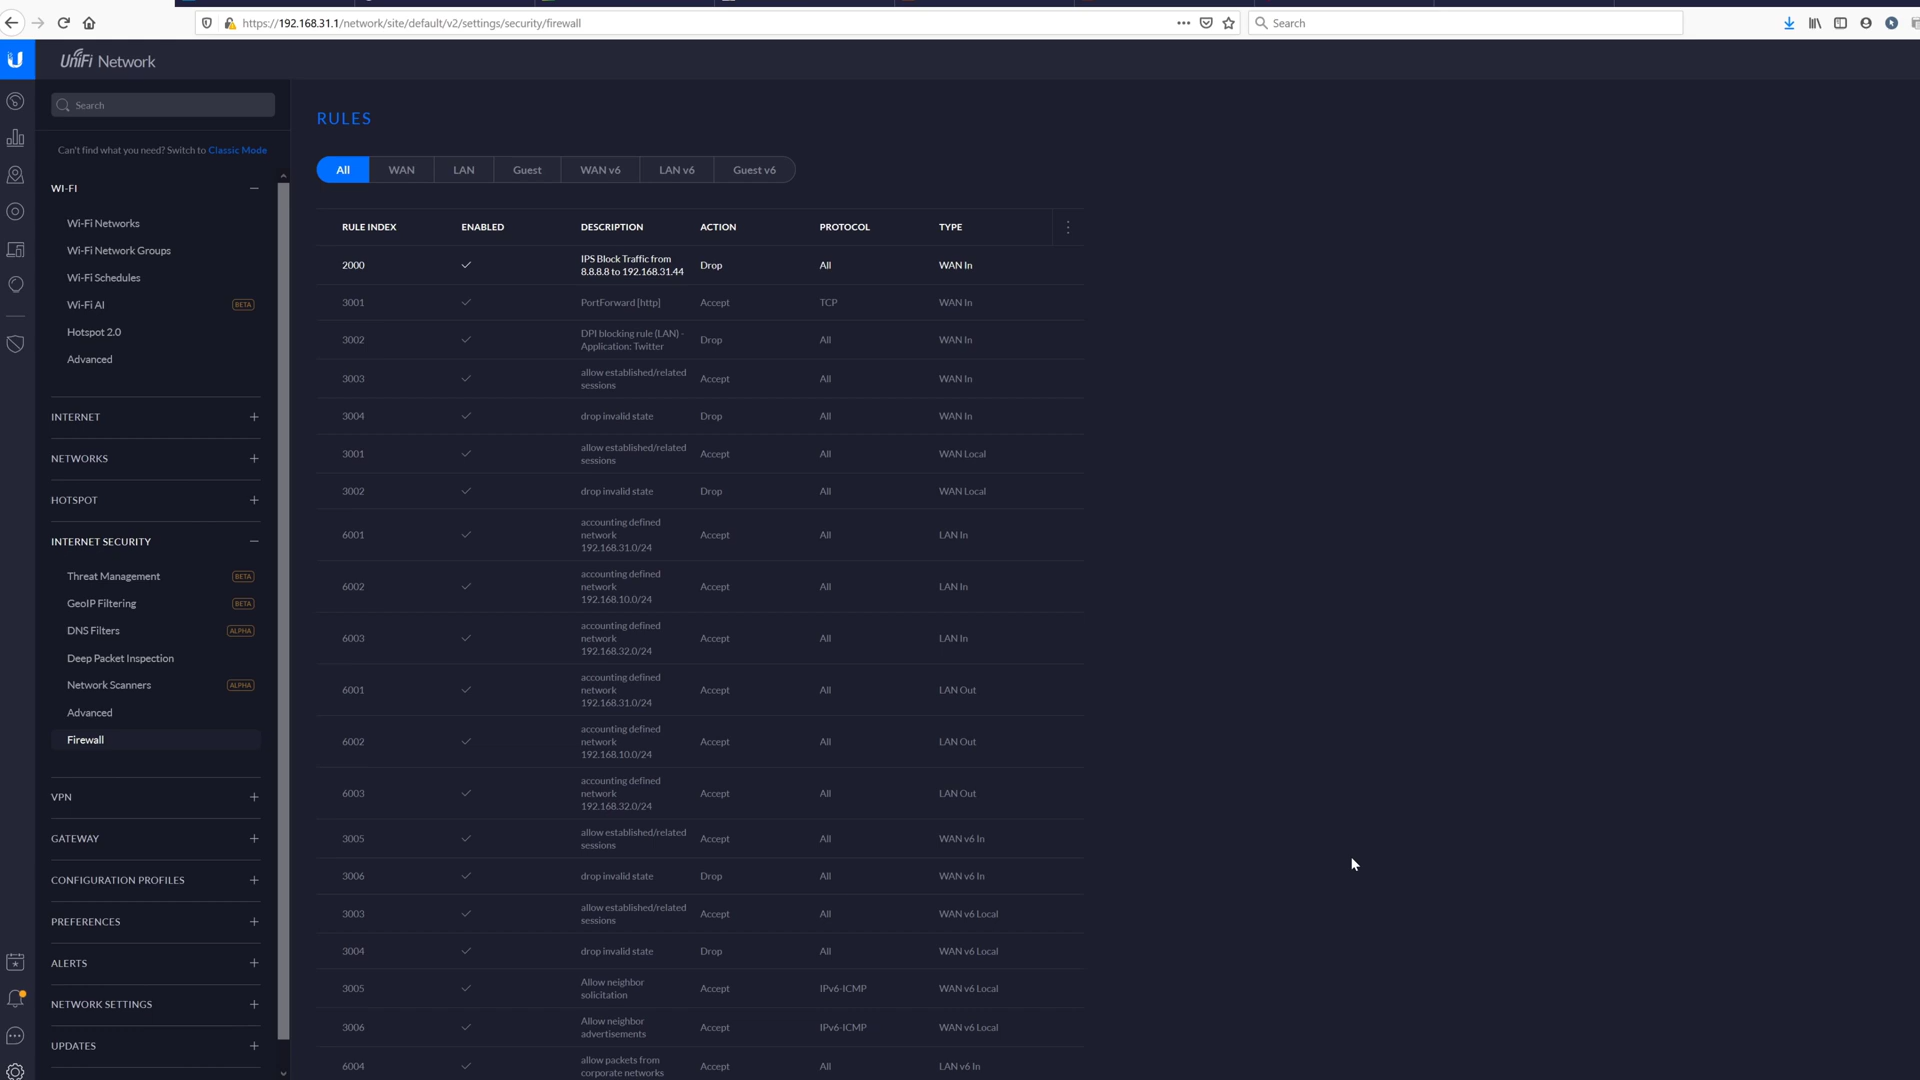 https://192.168.31.1/network/site/default/v2/settings/security/firewall
Search
UniFi Network
Search
Can't find what you need? Switch to Classic Mode
WI-FI
Wi-Fi Networks
Wi-Fi Network Groups
Wi-Fi Schedules
Wi-Fi AI BETA
Hotspot 2.0
Advanced
INTERNET
NETWORKS
HOTSPOT
INTERNET SECURITY
Threat Management BETA
GeoIP Filtering BETA
DNS Filters ALPHA
Deep Packet Inspection
Network Scanners ALPHA
Advanced
Firewall
VPN
GATEWAY
CONFIGURATION PROFILES
PREFERENCES
ALERTS
NETWORK SETTINGS
UPDATES
RULES
All WAN LAN Guest WAN v6 LAN v6 Guest v6
RULE INDEX ENABLED DESCRIPTION ACTION PROTOCOL TYPE
2000 IPS Block Traffic from
8.8.8.8 to 192.168.31.44 Drop All WAN In
3001 PortForward [http] Accept TCP WAN In
3002 DPI blocking rule (LAN) -
Application: Twitter Drop All WAN In
3003 allow established/related
sessions Accept All WAN In
3004 drop invalid state Drop All WAN In
3001 allow established/related
sessions Accept All WAN Local
3002 drop invalid state Drop All WAN Local
6001 accounting defined
network
192.168.31.0/24 Accept All LAN In
6002 accounting defined
network
192.168.10.0/24 Accept All LAN In
6003 accounting defined
network
192.168.32.0/24 Accept All LAN In
6001 accounting defined
network
192.168.31.0/24 Accept All LAN Out
6002 accounting defined
network
192.168.10.0/24 Accept All LAN Out
6003 accounting defined
network
192.168.32.0/24 Accept All LAN Out
3005 allow established/related
sessions Accept All WAN v6 In
3006 drop invalid state Drop All WAN v6 In
3003 allow established/related
sessions Accept All WAN v6 Local
3004 drop invalid state Drop All WAN v6 Local
3005 Allow neighbor
solicitation Accept IPv6-ICMP WAN v6 Local
3006 Allow neighbor
advertisements Accept IPv6-ICMP WAN v6 Local
6004 allow packets from
corporate networks Accept All LAN v6 In